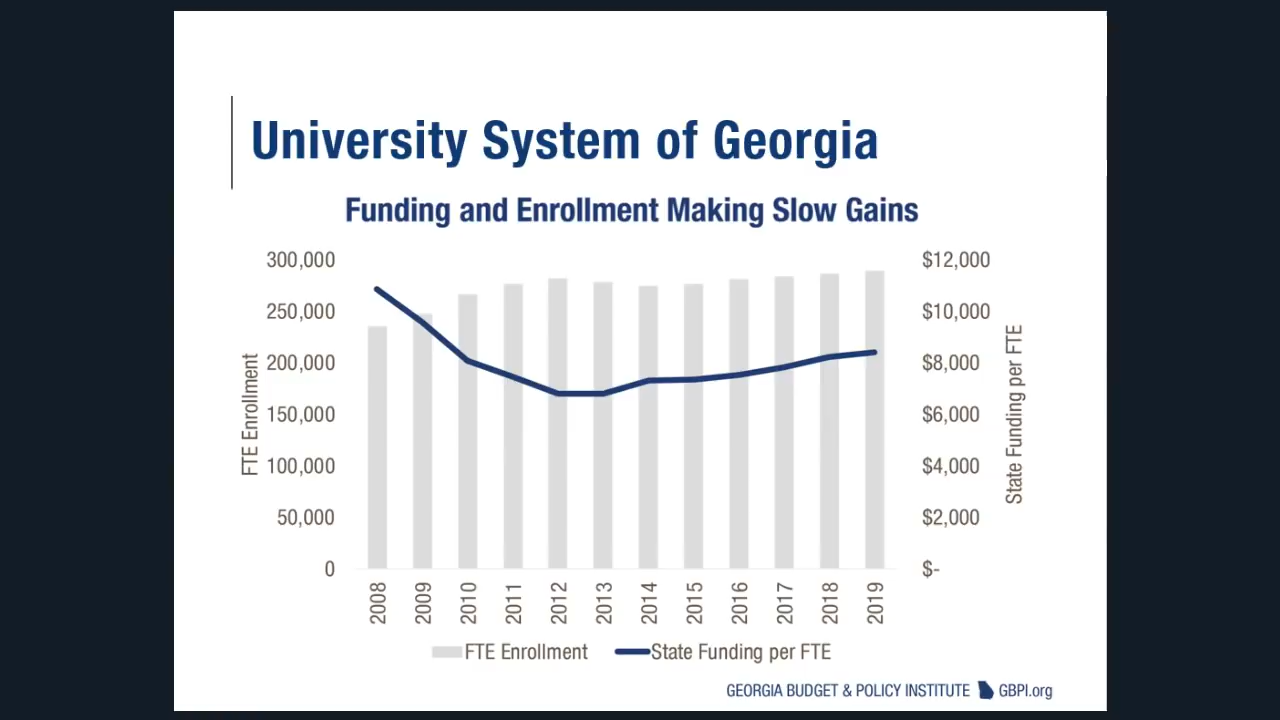 University System of Georgia
Funding and Enrollment Making Slow Gains
300,000
250,000
200,000
150,000
100,000
50,000
0
FTE Enrollment
$12,000
$10,000
$8,000
$6,000
$4,000
$2,000
$-
State Funding per FTE
2008 2009 2010 2011 2012 2013 2014 2015 2016 2017 2018 2019
FTE Enrollment State Funding per FTE
GEORGIA BUDGET & POLICY INSTITUTE GBPI.org